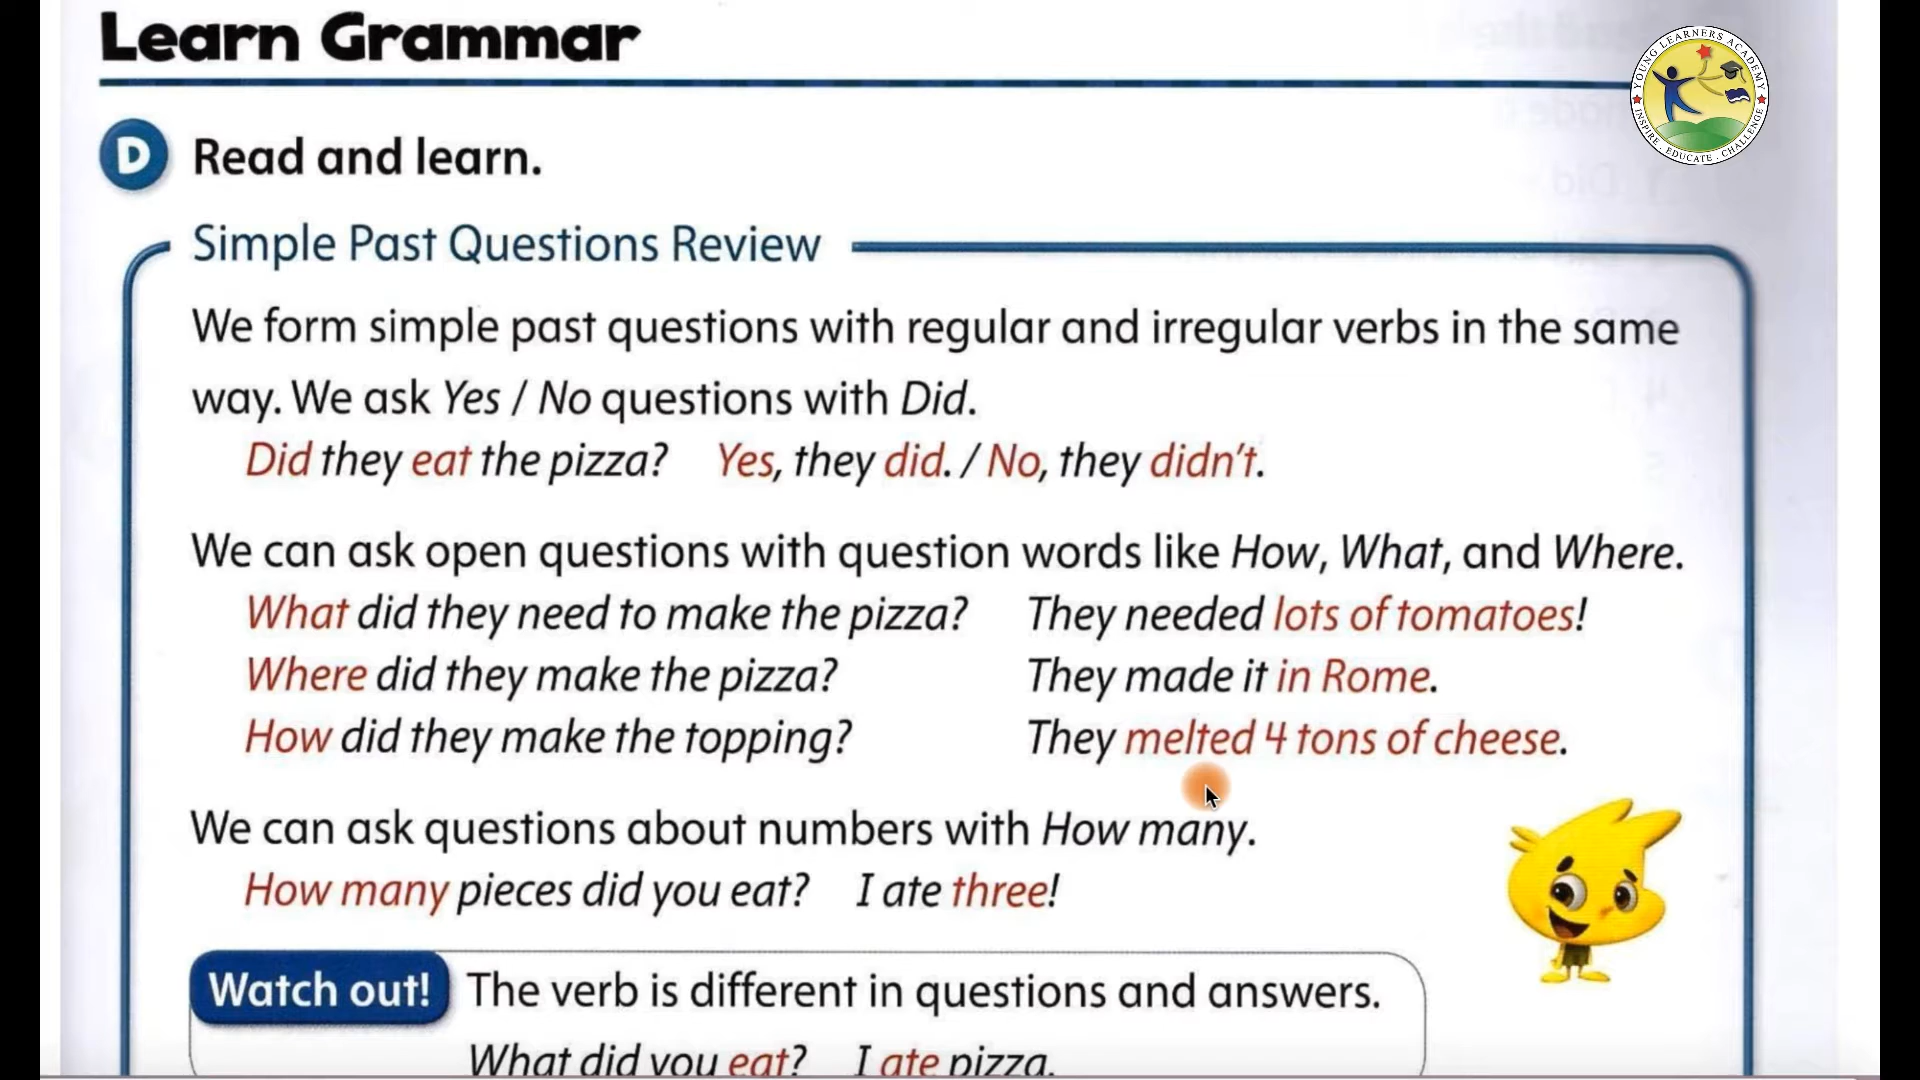 Learn Grammar
YOUNG LEARNERS ACADEMY
INSPIRE . EDUCATE . CHALLENGE
D Read and learn.
Simple Past Questions Review
We form simple past questions with regular and irregular verbs in the same
way. We ask Yes / No questions with Did.
Did they eat the pizza? Yes, they did. / No, they didn't.
We can ask open questions with question words like How, What, and Where.
What did they need to make the pizza? They needed lots of tomatoes!
Where did they make the pizza? They made it in Rome.
How did they make the topping? They melted 4 tons of cheese.
We can ask questions about numbers with How many.
How many pieces did you eat? I ate three!
Watch out! The verb is different in questions and answers.
What did you eat? I ate pizza.